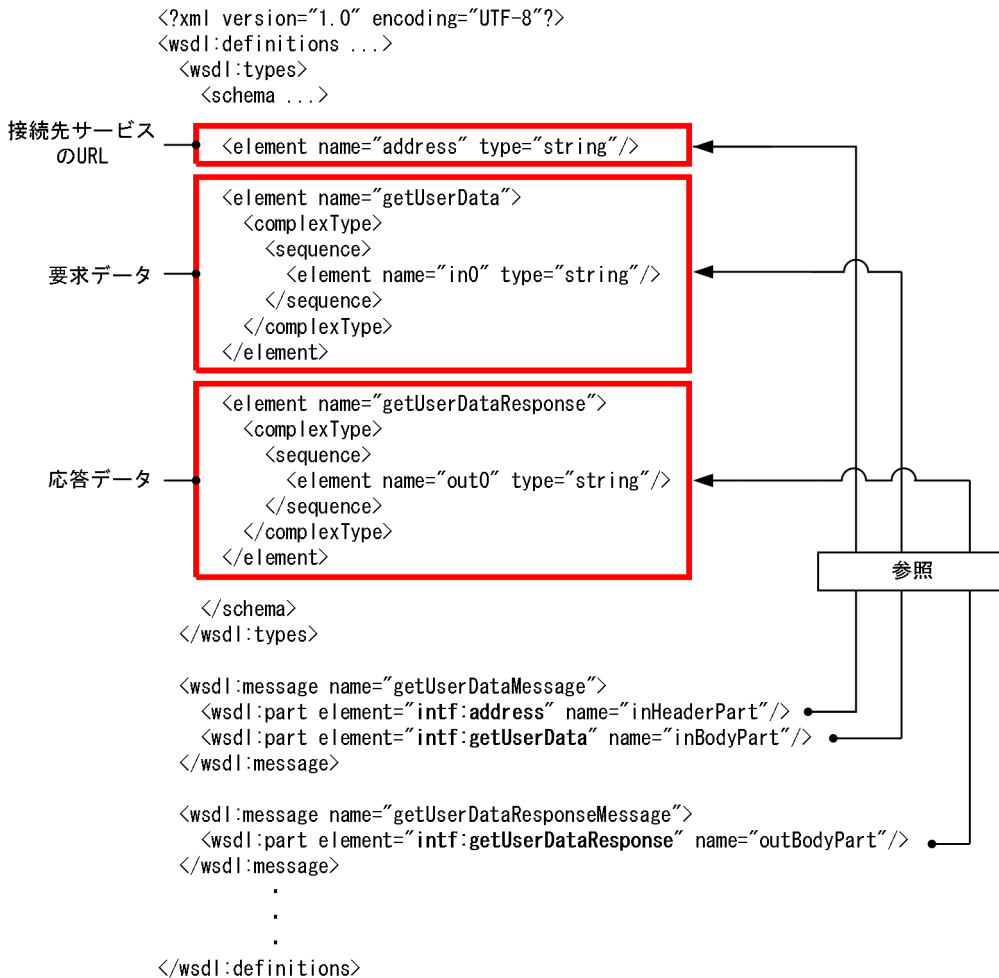 <?xml version="1.0" encoding="UTF-8"?>
<wsdl:definitions ...>
<wsdl:types>
<schema ...>
接続先サービス
のURL
<element name="address" type="string"/>
<element name="getUserData">
<complexType>
<sequence>
要求データ
<element name="in0" type="string"/>
</sequence>
</complexType>
</element>
<element name="getUserDataResponse">
<complexType>
<sequence>
応答データ
<element name="out0" type="string"/>
</sequence>
</complexType>
</element>
参照
</schema>
</wsdl:types>
<wsdl:message name="getUserDataMessage">
<wsdl:part element="intf:address" name="inHeaderPart"/>
<wsdl:part element="intf:getUserData" name="inBodyPart"/>
</wsdl:message>
<wsdl:message name="getUserDataResponseMessage">
<wsdl:part element="intf:getUserDataResponse" name="outBodyPart"/>
</wsdl:message>
.
.
.
</wsdl:definitions>